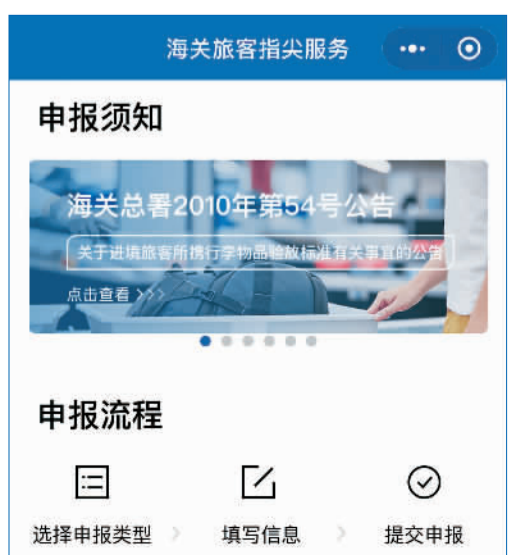 海关旅客指尖服务
申报须知
海关总署2010年第54号公告
关于进境旅客所携行李物品验放标准有关事宜的公告
点击查看 >>>
申报流程
选择申报类型
填写信息
提交申报